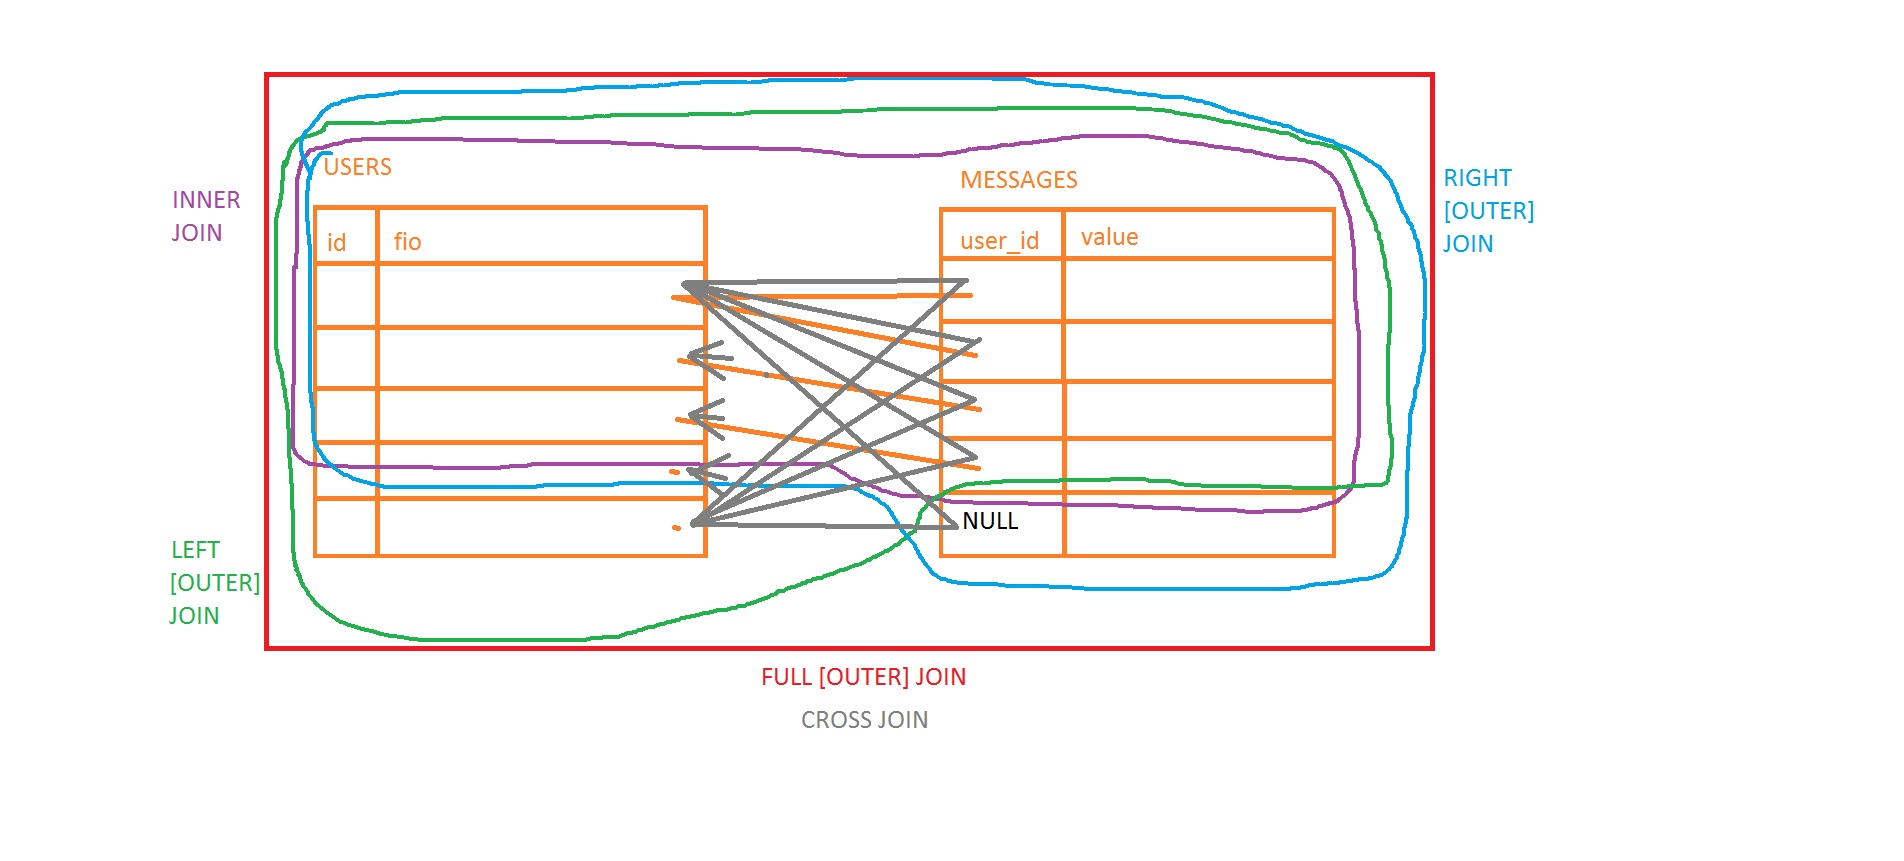 USERS
MESSAGES
INNER
JOIN
RIGHT
[OUTER]
JOIN
id
fio
user_id
value
NULL
LEFT
[OUTER]
JOIN
FULL [OUTER] JOIN
CROSS JOIN